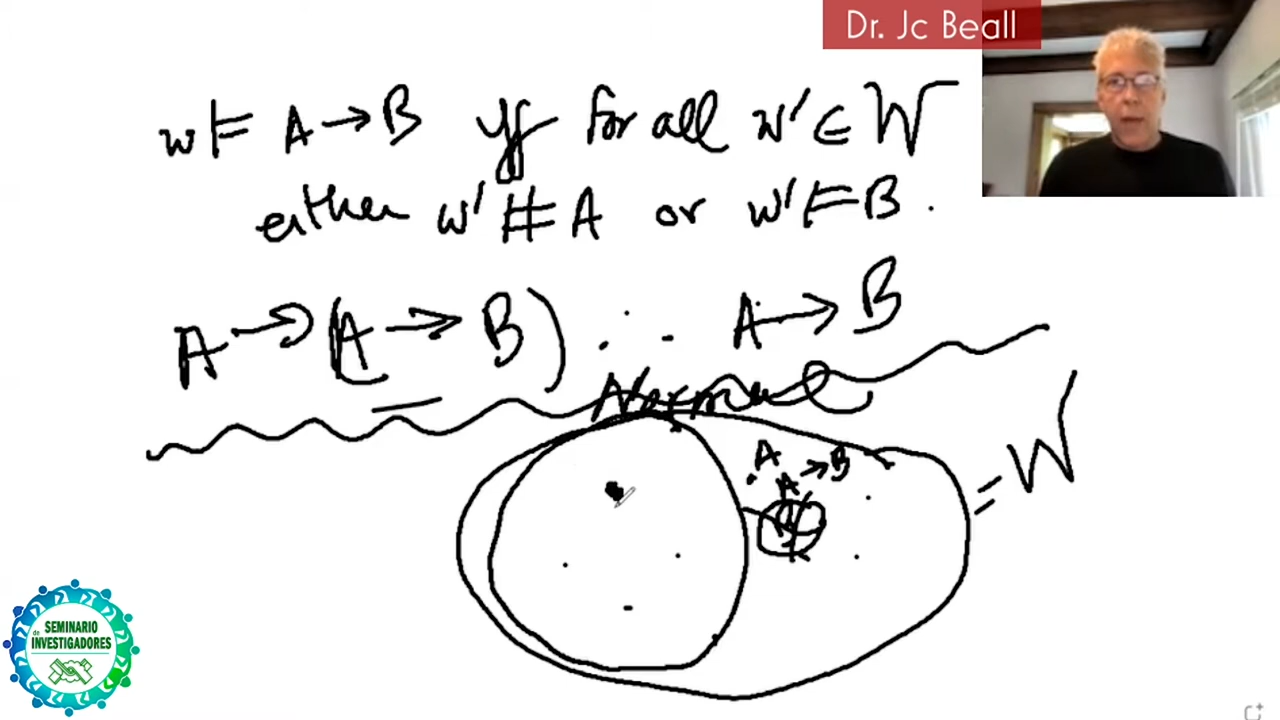 Dr. Jc Beall
w ⊨ A → B iff for all w' ∈ W
either w' ⊭ A or w' ⊨ B.
A → (A → B) ∴ A → B
Normal
A
A → B
= W
SEMINARIO
de INVESTIGADORES